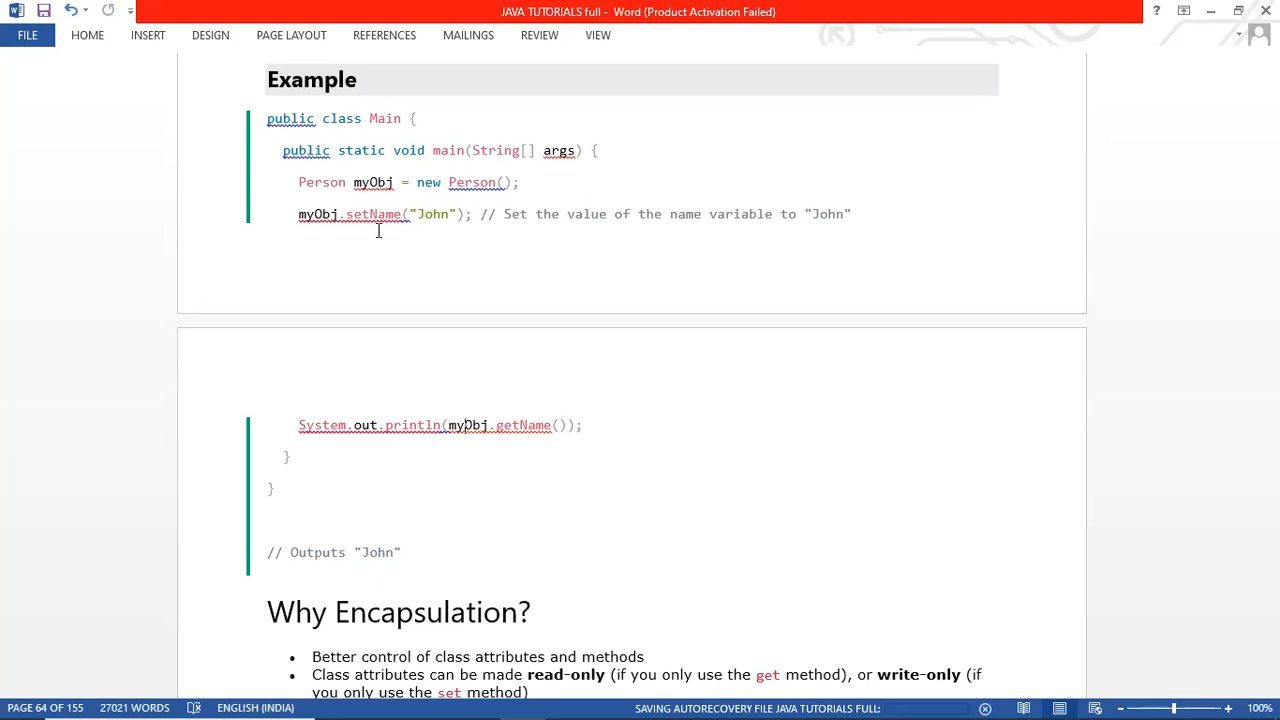 JAVA TUTORIALS full - Word (Product Activation Failed)
?
FILE HOME INSERT DESIGN PAGE LAYOUT REFERENCES MAILINGS REVIEW VIEW
Example
public class Main {
public static void main(String[] args) {
Person myObj = new Person();
myObj.setName("John"); // Set the value of the name variable to "John"
System.out.println(myObj.getName());
}
}
// Outputs "John"
Why Encapsulation?
• Better control of class attributes and methods
• Class attributes can be made read-only (if you only use the get method), or write-only (if
you only use the set method)
PAGE 64 OF 155 27021 WORDS ENGLISH (INDIA) SAVING AUTORECOVERY FILE JAVA TUTORIALS FULL: 100%